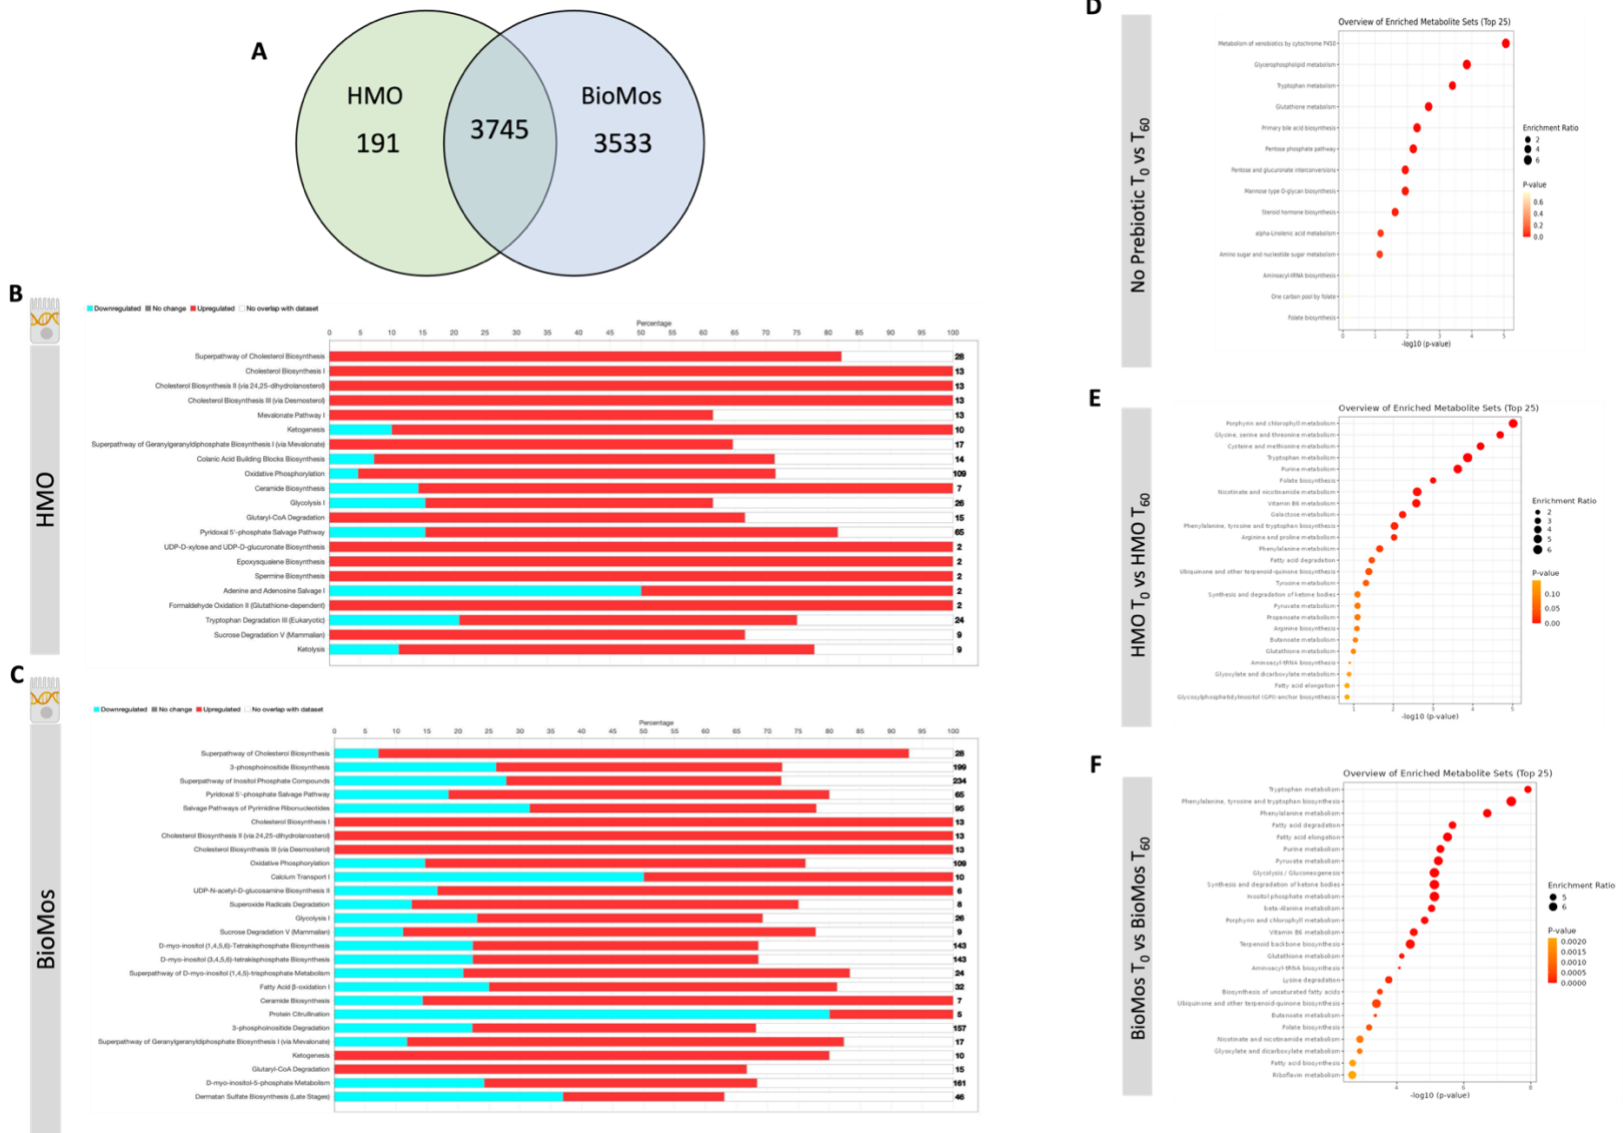 A
HMO
191
3745
BioMos
3533
B
HMO
Downregulated No change Upregulated No overlap with dataset
Percentage
0 5 10 15 20 25 30 35 40 45 50 55 60 65 70 75 80 85 90 95 100
Superpathway of Cholesterol Biosynthesis 28
Cholesterol Biosynthesis I 13
Cholesterol Biosynthesis II (via 24,25-dihydrolanosterol) 13
Cholesterol Biosynthesis III (via Desmosterol) 13
Mevalonate Pathway I 13
Ketogenesis 10
Superpathway of Geranylgeranyldiphosphate Biosynthesis I (via Mevalonate) 17
Colanic Acid Building Blocks Biosynthesis 14
Oxidative Phosphorylation 109
Ceramide Biosynthesis 7
Glycolysis I 26
Glutaryl-CoA Degradation 15
Pyridoxal 5'-phosphate Salvage Pathway 65
UDP-D-xylose and UDP-D-glucuronate Biosynthesis 2
Epoxysqualene Biosynthesis 2
Spermine Biosynthesis 2
Adenine and Adenosine Salvage I 2
Formaldehyde Oxidation II (Glutathione-dependent) 2
Tryptophan Degradation III (Eukaryotic) 24
Sucrose Degradation V (Mammalian) 9
Ketolysis 9
C
BioMos
Downregulated No change Upregulated No overlap with dataset
Percentage
0 5 10 15 20 25 30 35 40 45 50 55 60 65 70 75 80 85 90 95 100
Superpathway of Cholesterol Biosynthesis 28
3-phosphoinositide Biosynthesis 199
Superpathway of Inositol Phosphate Compounds 234
Pyridoxal 5'-phosphate Salvage Pathway 65
Salvage Pathways of Pyrimidine Ribonucleotides 95
Cholesterol Biosynthesis I 13
Cholesterol Biosynthesis II (via 24,25-dihydrolanosterol) 13
Cholesterol Biosynthesis III (via Desmosterol) 13
Oxidative Phosphorylation 109
Calcium Transport I 10
UDP-N-acetyl-D-glucosamine Biosynthesis II 6
Superoxide Radicals Degradation 8
Glycolysis I 26
Sucrose Degradation V (Mammalian) 9
D-myo-inositol (1,4,5,6)-Tetrakisphosphate Biosynthesis 143
D-myo-inositol (3,4,5,6)-tetrakisphosphate Biosynthesis 143
Superpathway of D-myo-inositol (1,4,5)-trisphosphate Metabolism 24
Fatty Acid β-oxidation I 32
Ceramide Biosynthesis 7
Protein Citrullination 5
3-phosphoinositide Degradation 157
Superpathway of Geranylgeranyldiphosphate Biosynthesis I (via Mevalonate) 17
Ketogenesis 10
Glutaryl-CoA Degradation 15
D-myo-inositol-5-phosphate Metabolism 161
Dermatan Sulfate Biosynthesis (Late Stages) 46
D
No Prebiotic T0 vs T60
Overview of Enriched Metabolite Sets (Top 25)
Metabolism of xenobiotics by cytochrome P450
Glycerophospholipid metabolism
Tryptophan metabolism
Glutathione metabolism
Primary bile acid biosynthesis
Pentose phosphate pathway
Pentose and glucuronate interconversions
Mannose type O-glycan biosynthesis
Steroid hormone biosynthesis
alpha-Linolenic acid metabolism
Amino sugar and nucleotide sugar metabolism
Aminoacyl-tRNA biosynthesis
One carbon pool by folate
Folate biosynthesis
0 1 2 3 4 5
-log10 (p-value)
Enrichment Ratio
2
4
6
P-value
0.6
0.4
0.2
0.0
E
HMO T0 vs HMO T60
Overview of Enriched Metabolite Sets (Top 25)
Porphyrin and chlorophyll metabolism
Glycine, serine and threonine metabolism
Cysteine and methionine metabolism
Tryptophan metabolism
Purine metabolism
Folate biosynthesis
Nicotinate and nicotinamide metabolism
Vitamin B6 metabolism
Galactose metabolism
Phenylalanine, tyrosine and tryptophan biosynthesis
Arginine and proline metabolism
Phenylalanine metabolism
Fatty acid degradation
Ubiquinone and other terpenoid-quinone biosynthesis
Tyrosine metabolism
Synthesis and degradation of ketone bodies
Pyruvate metabolism
Propanoate metabolism
Arginine biosynthesis
Butanoate metabolism
Glutathione metabolism
Aminoacyl-tRNA biosynthesis
Glyoxylate and dicarboxylate metabolism
Fatty acid elongation
Glycosylphosphatidylinositol (GPI)-anchor biosynthesis
1 2 3 4 5
-log10 (p-value)
Enrichment Ratio
2
3
4
5
6
P-value
0.10
0.05
0.00
F
BioMos T0 vs BioMos T60
Overview of Enriched Metabolite Sets (Top 25)
Tryptophan metabolism
Phenylalanine, tyrosine and tryptophan biosynthesis
Phenylalanine metabolism
Fatty acid degradation
Fatty acid elongation
Purine metabolism
Pyruvate metabolism
Glycolysis / Gluconeogenesis
Synthesis and degradation of ketone bodies
Inositol phosphate metabolism
beta-Alanine metabolism
Porphyrin and chlorophyll metabolism
Vitamin B6 metabolism
Terpenoid backbone biosynthesis
Glutathione metabolism
Aminoacyl-tRNA biosynthesis
Lysine degradation
Biosynthesis of unsaturated fatty acids
Ubiquinone and other terpenoid-quinone biosynthesis
Butanoate metabolism
Folate biosynthesis
Nicotinate and nicotinamide metabolism
Glyoxylate and dicarboxylate metabolism
Fatty acid biosynthesis
Riboflavin metabolism
4 6 8
-log10 (p-value)
Enrichment Ratio
5
6
P-value
0.0020
0.0015
0.0010
0.0005
0.0000